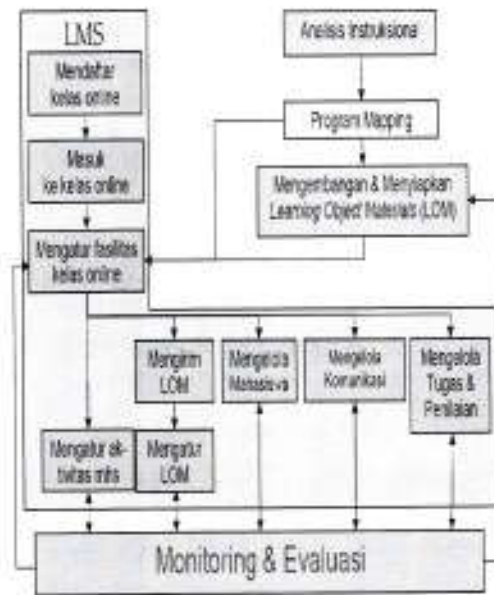 LMS
Mendaftar
kelas online
Masuk
ke kelas online
Mengatur fasilitas
kelas online
Analisis Instruksional
Program Mapping
Mengembangan & Menyiapkan
Learning Object Materials (LOM)
Mengirim
LOM
Mengatur
LOM
Mengatur ak-
tivitas mhs
Mengelola
Mahasiswa
Mengelola
Komunikasi
Mengelola
Tugas &
Penilaian
Monitoring & Evaluasi